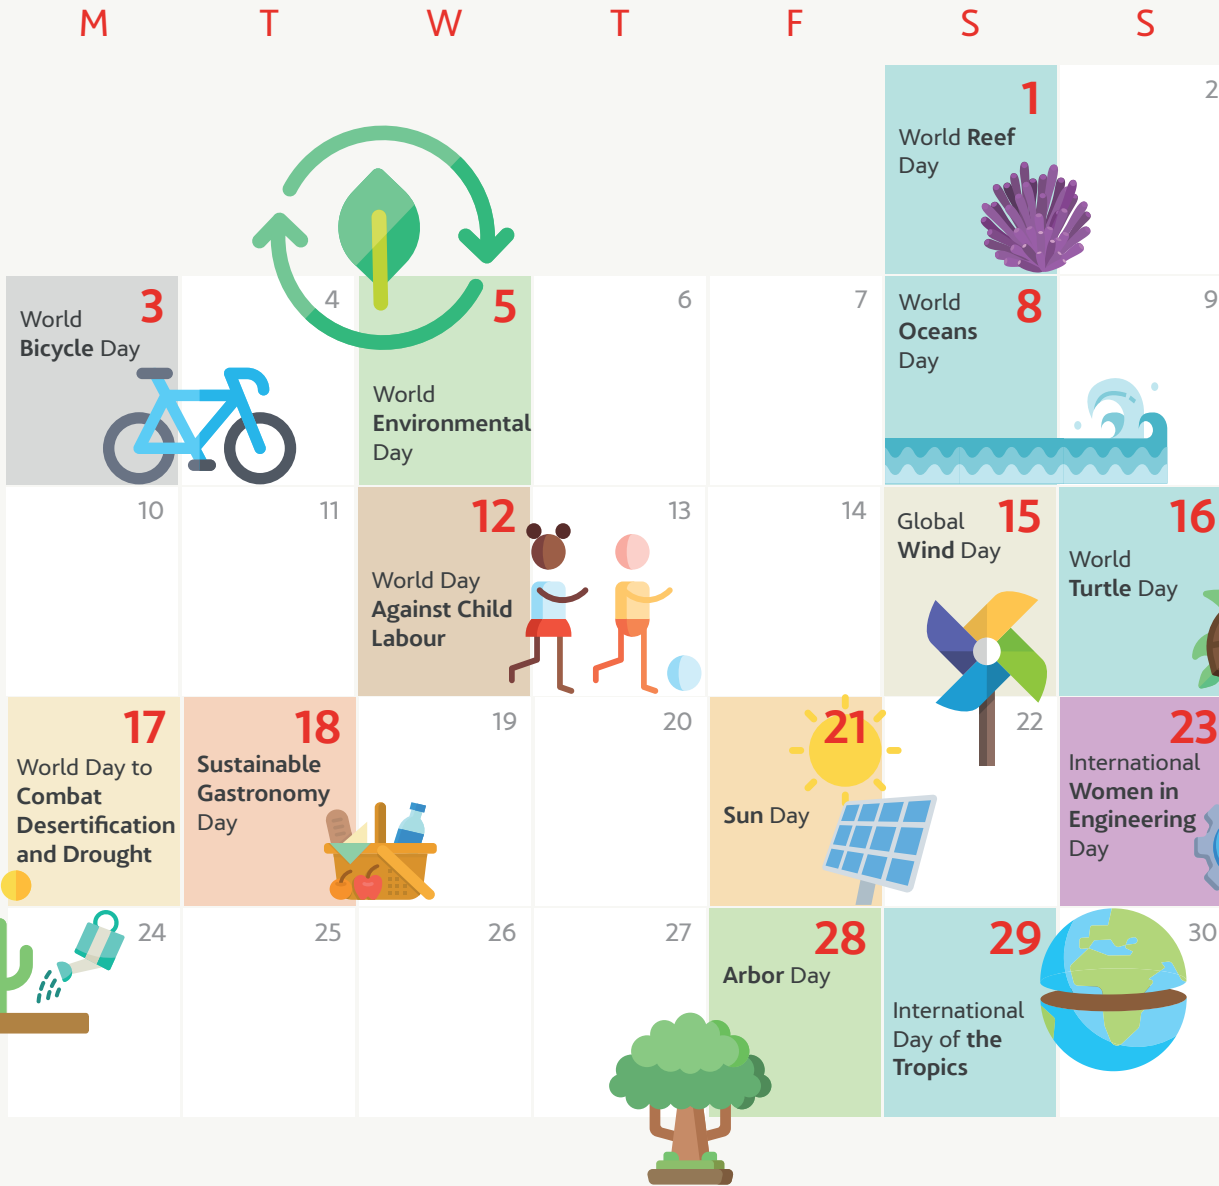 M T W T F S S
1 2
World Reef
Day
3 4 5 6 7 8 9
World
Bicycle Day
World
Environmental
Day
World
Oceans
Day
10 11 12 13 14 15 16
World Day
Against Child
Labour
Global
Wind Day
World
Turtle Day
17 18 19 20 21 22 23
World Day to
Combat
Desertification
and Drought
Sustainable
Gastronomy
Day
Sun Day
International
Women in
Engineering
Day
24 25 26 27 28 29 30
Arbor Day
International
Day of the
Tropics